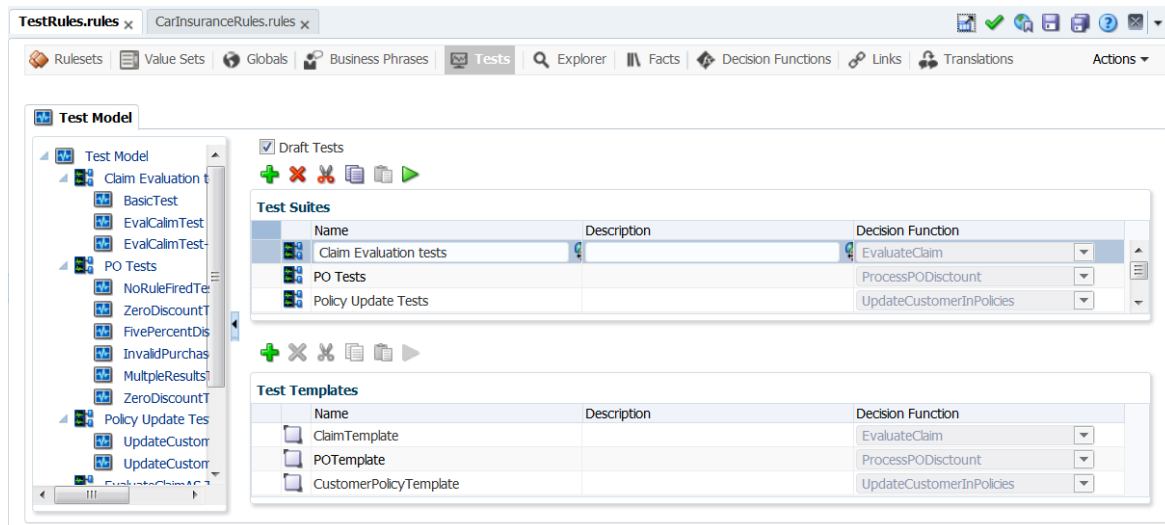 TestRules.rules x CarInsuranceRules.rules x
Rulesets Value Sets Globals Business Phrases Tests Explorer Facts Decision Functions Links Translations Actions
Test Model
Test Model
Claim Evaluation t
BasicTest
EvalCalimTest
EvalCalimTest-
PO Tests
NoRuleFiredTe
ZeroDiscountT
FivePercentDis
InvalidPurchas
MultpleResultsT
ZeroDiscountT
Policy Update Tes
UpdateCustom
UpdateCustom
Draft Tests
Test Suites
Name Description Decision Function
Claim Evaluation tests EvaluateClaim
PO Tests ProcessPODisctount
Policy Update Tests UpdateCustomerInPolicies
Test Templates
Name Description Decision Function
ClaimTemplate EvaluateClaim
POTemplate ProcessPODisctount
CustomerPolicyTemplate UpdateCustomerInPolicies